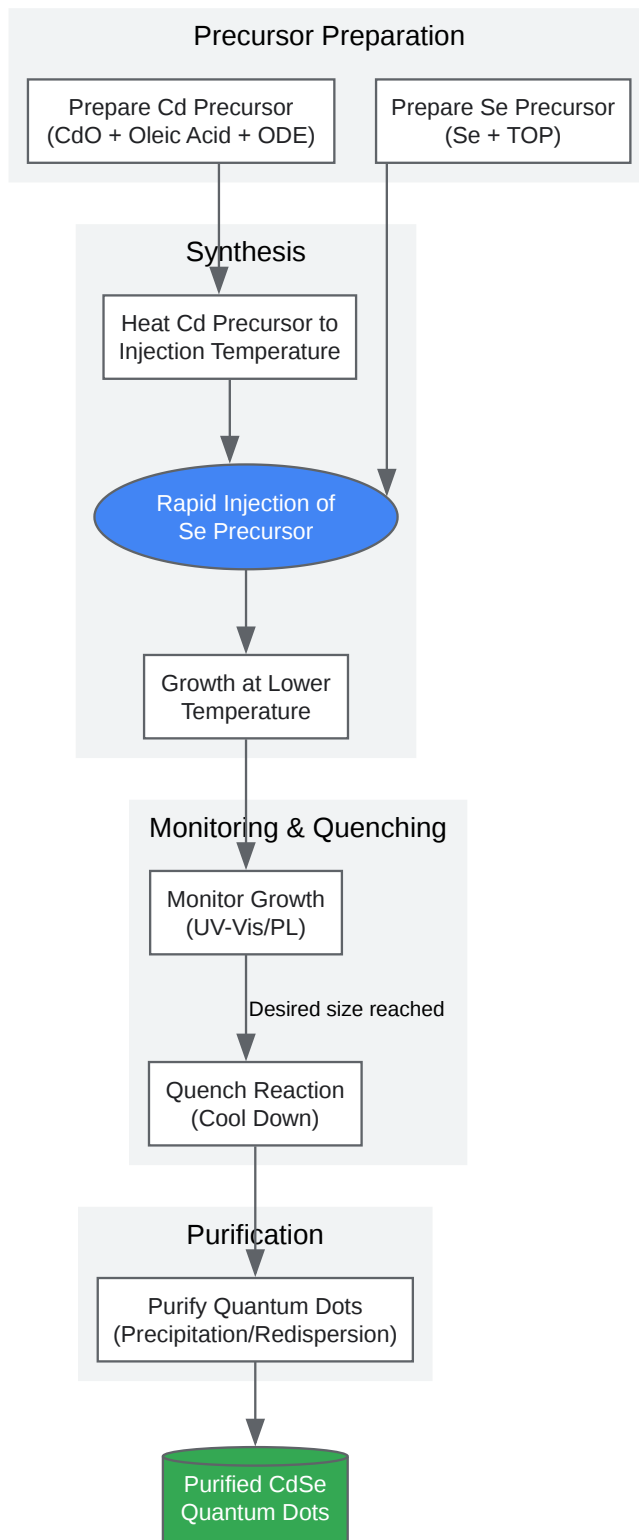 Precursor Preparation
Prepare Cd Precursor
(CdO + Oleic Acid + ODE)
Prepare Se Precursor
(Se + TOP)
Synthesis
Heat Cd Precursor to
Injection Temperature
Rapid Injection of
Se Precursor
Growth at Lower
Temperature
Monitoring & Quenching
Monitor Growth
(UV-Vis/PL)
Desired size reached
Quench Reaction
(Cool Down)
Purification
Purify Quantum Dots
(Precipitation/Redispersion)
Purified CdSe
Quantum Dots